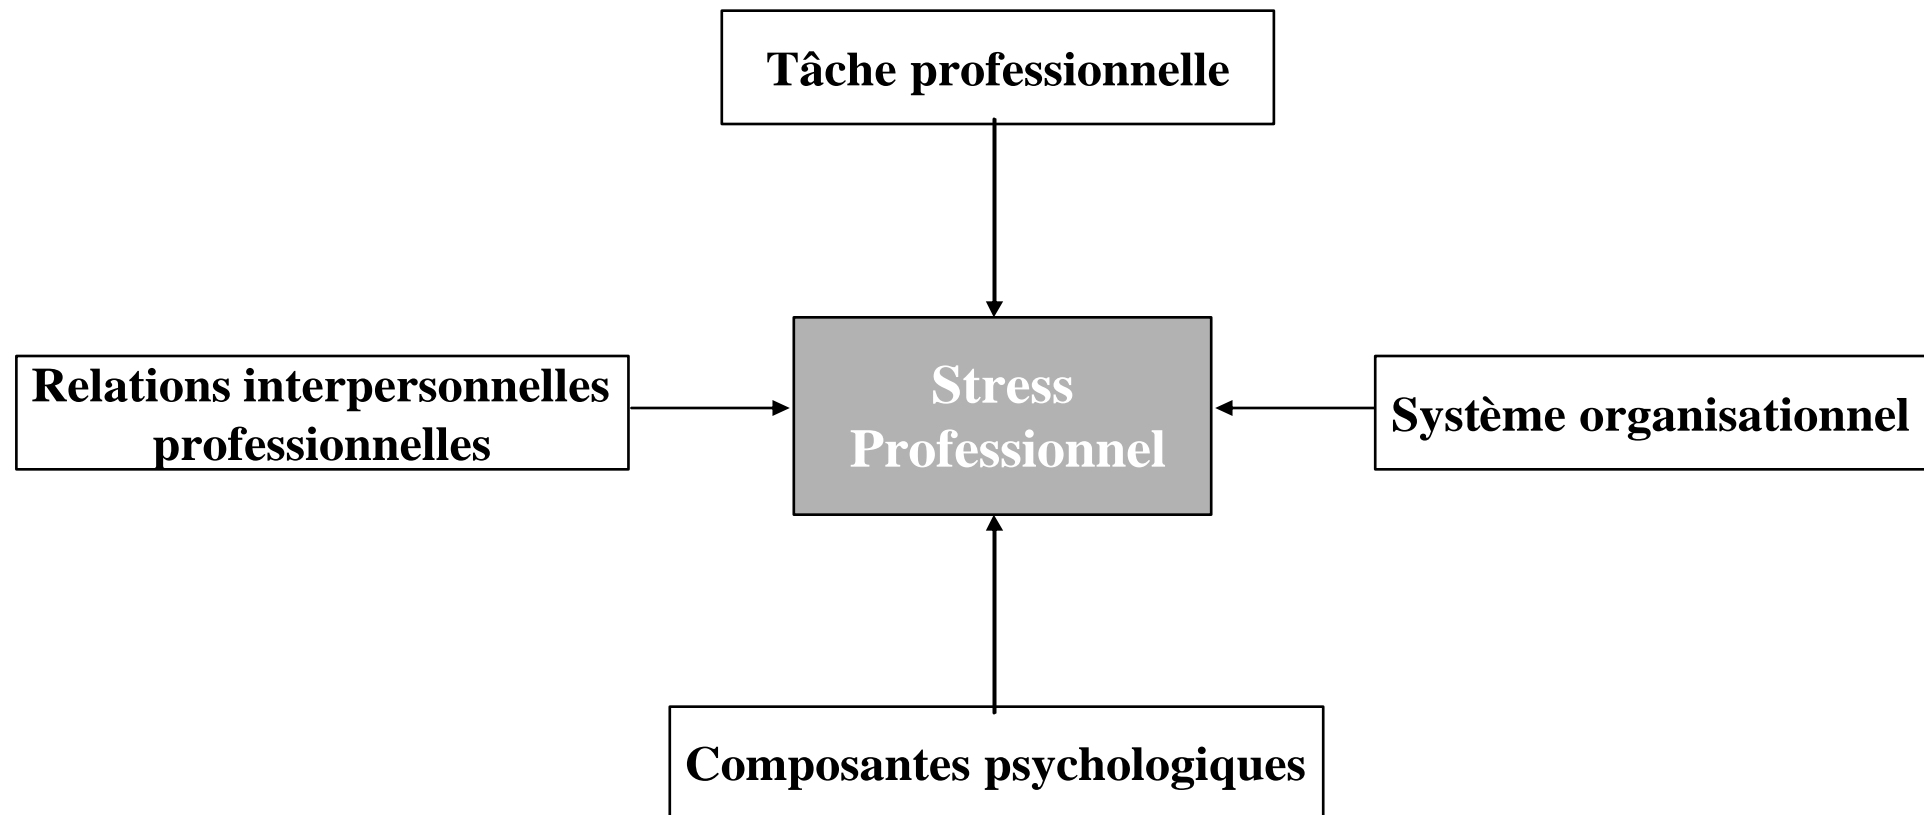 Tâche professionnelle
Relations interpersonnelles
professionnelles
Stress
Professionnel
Système organisationnel
Composantes psychologiques